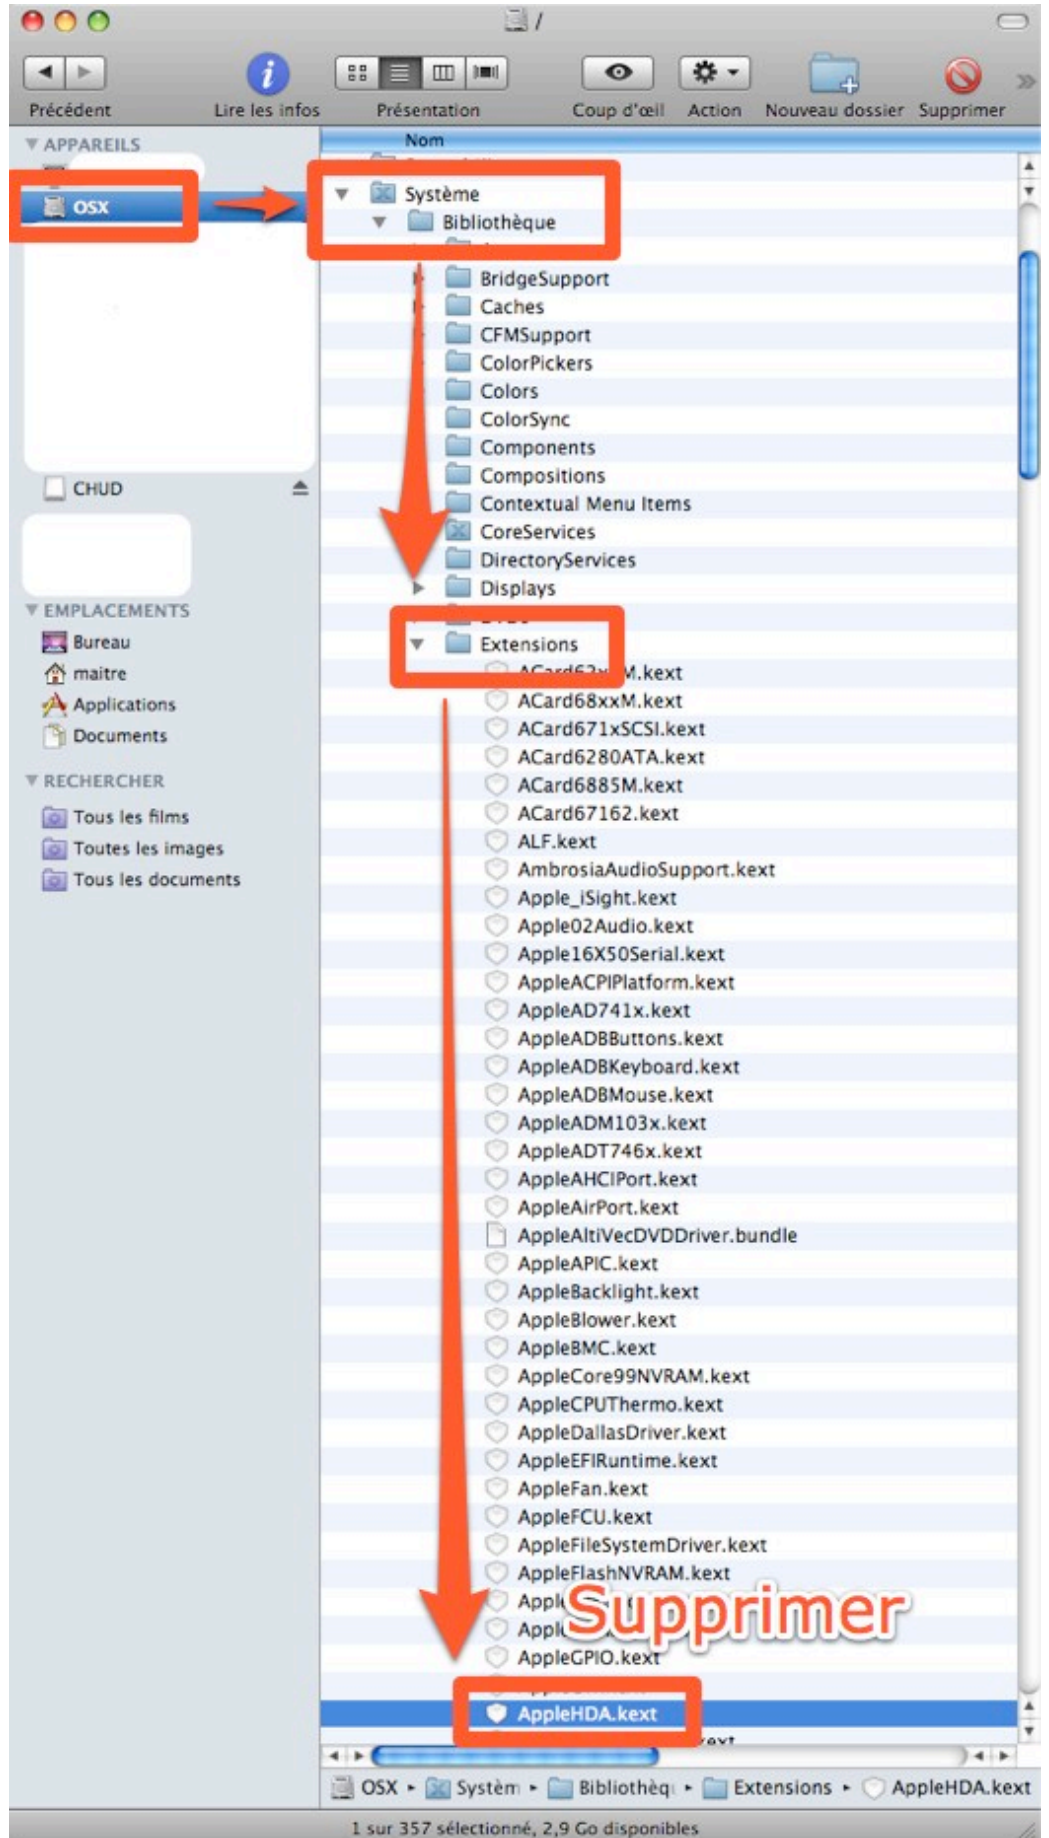 /
Précédent
Lire les infos
Présentation
Coup d'œil
Action
Nouveau dossier
Supprimer
APPAREILS
OSX
CHUD
EMPLACEMENTS
Bureau
maitre
Applications
Documents
RECHERCHER
Tous les films
Toutes les images
Tous les documents
Nom
Système
Bibliothèque
BridgeSupport
Caches
CFMSupport
ColorPickers
Colors
ColorSync
Components
Compositions
Contextual Menu Items
CoreServices
DirectoryServices
Displays
Extensions
ACard68xxM.kext
ACard671xSCSI.kext
ACard6280ATA.kext
ACard6885M.kext
ACard67162.kext
ALF.kext
AmbrosiaAudioSupport.kext
Apple_iSight.kext
Apple02Audio.kext
Apple16X50Serial.kext
AppleACPIPlatform.kext
AppleAD741x.kext
AppleADBButtons.kext
AppleADBKeyboard.kext
AppleADBMouse.kext
AppleADM103x.kext
AppleADT746x.kext
AppleAHCIPort.kext
AppleAirPort.kext
AppleAltiVecDVDDriver.bundle
AppleAPIC.kext
AppleBacklight.kext
AppleBlower.kext
AppleBMC.kext
AppleCore99NVRAM.kext
AppleCPUThermo.kext
AppleDallasDriver.kext
AppleEFIRuntime.kext
AppleFan.kext
AppleFCU.kext
AppleFileSystemDriver.kext
AppleFlashNVRAM.kext
Supprimer
AppleGPIO.kext
AppleHDA.kext
OSX Systèm Bibliothèq Extensions AppleHDA.kext
1 sur 357 sélectionné, 2,9 Go disponibles